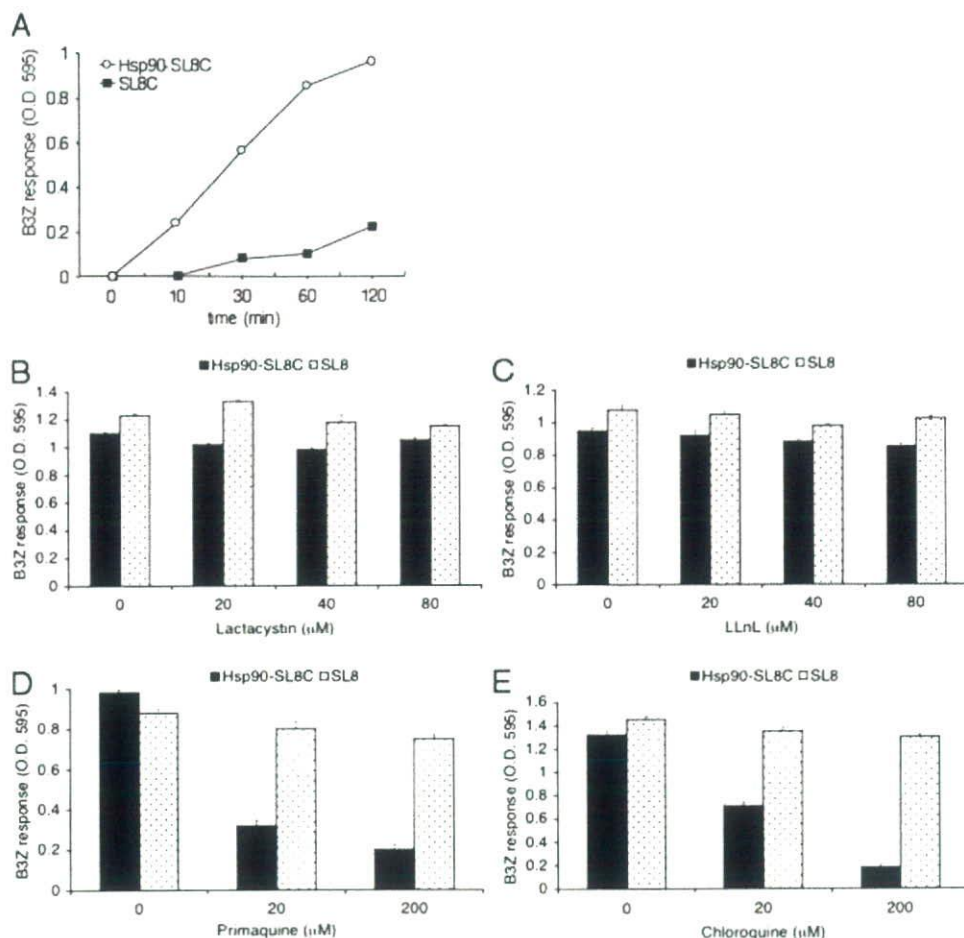 A
B3Z response (O.D. 595)
1
0.8
0.6
0.4
0.2
0
Hsp90-SL8C
SL8C
0 10 30 60 120
time (min)
B
Hsp90-SL8C SL8
B3Z response (O.D. 595)
1.4
1.2
1
0.8
0.6
0.4
0.2
0
0 20 40 80
Lactacystin (μM)
C
Hsp90-SL8C SL8
B3Z response (O.D. 595)
1.2
1
0.8
0.6
0.4
0.2
0
0 20 40 80
LLnL (μM)
D
Hsp90-SL8C SL8
B3Z response (O.D. 595)
1
0.8
0.6
0.4
0.2
0
0 20 200
Primaquine (μM)
E
Hsp90-SL8C SL8
B3Z response (O.D. 595)
1.6
1.4
1.2
1
0.8
0.6
0.4
0.2
0
0 20 200
Chloroquine (μM)